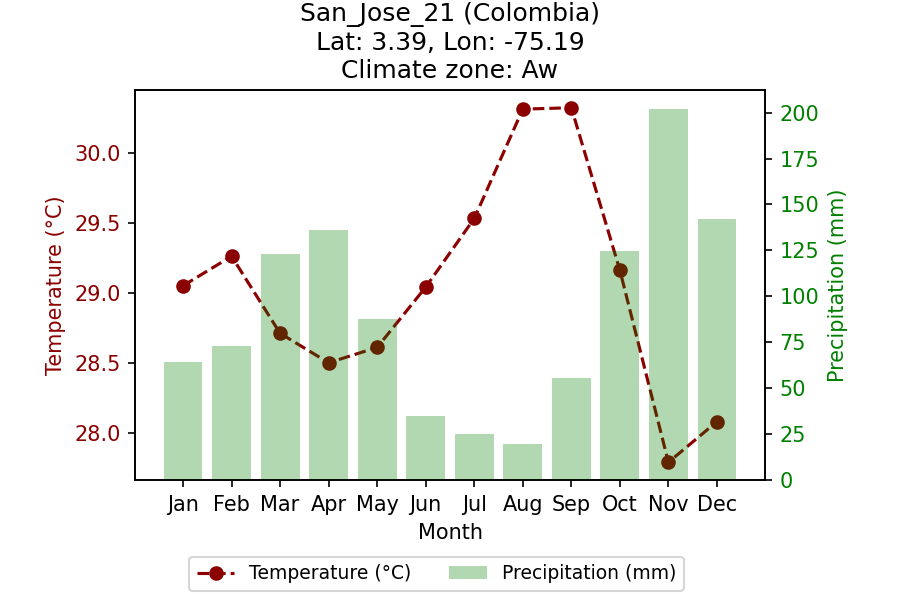 San_Jose_21 (Colombia)
Lat: 3.39, Lon: -75.19
Climate zone: Aw
30.0
29.5
29.0
28.5
28.0
Temperature (°C)
200
175
150
125
100
75
50
25
0
Precipitation (mm)
Jan Feb Mar Apr May Jun Jul Aug Sep Oct Nov Dec
Month
Temperature (°C) Precipitation (mm)